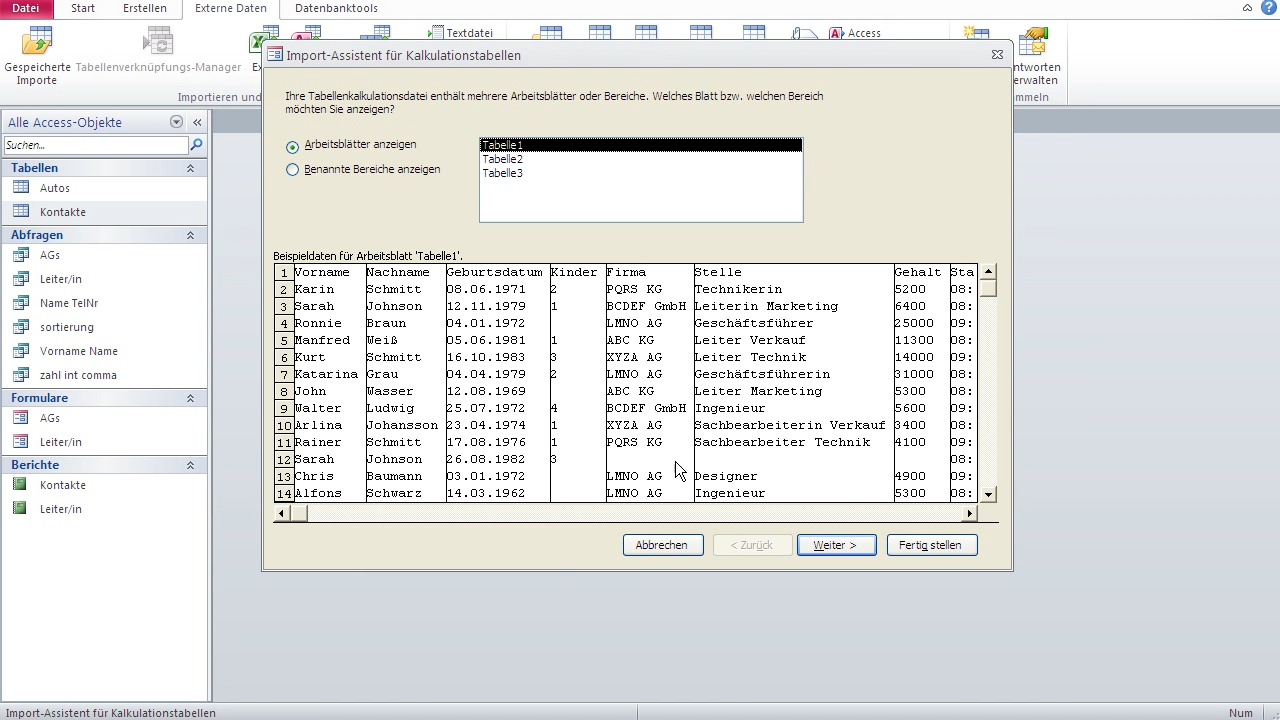 Datei Start Erstellen Externe Daten Datenbanktools
Gespeicherte Importe
Tabellenverknüpfungs-Manager
Textdatei
Access
Importieren und
Import-Assistent für Kalkulationstabellen
Ihre Tabellenkalkulationsdatei enthält mehrere Arbeitsblätter oder Bereiche. Welches Blatt bzw. welchen Bereich
möchten Sie anzeigen?
Arbeitsblätter anzeigen
Benannte Bereiche anzeigen
Tabelle1
Tabelle2
Tabelle3
Beispieldaten für Arbeitsblatt 'Tabelle1'.
1 Vorname Nachname Geburtsdatum Kinder Firma Stelle Gehalt Sta
2 Karin Schmitt 08.06.1971 2 PQRS KG Technikerin 5200 08:
3 Sarah Johnson 12.11.1979 1 BCDEF GmbH Leiterin Marketing 6400 08:
4 Ronnie Braun 04.01.1972 LMNO AG Geschäftsführer 25000 09:
5 Manfred Weiß 05.06.1981 1 ABC KG Leiter Verkauf 11300 08:
6 Kurt Schmitt 16.10.1983 3 XYZA AG Leiter Technik 14000 09:
7 Katarina Grau 04.04.1979 2 LMNO AG Geschäftsführerin 31000 09:
8 John Wasser 12.08.1969 ABC KG Leiter Marketing 5300 08:
9 Walter Ludwig 25.07.1972 4 BCDEF GmbH Ingenieur 5600 09:
10 Arlina Johansson 23.04.1974 1 XYZA AG Sachbearbeiterin Verkauf 3400 08:
11 Rainer Schmitt 17.08.1976 1 PQRS KG Sachbearbeiter Technik 4100 09:
12 Sarah Johnson 26.08.1982 3 08:
13 Chris Baumann 03.01.1972 LMNO AG Designer 4900 09:
14 Alfons Schwarz 14.03.1962 LMNO AG Ingenieur 5300 08:
Abbrechen < Zurück Weiter > Fertig stellen
Alle Access-Objekte
Suchen...
Tabellen
Autos
Kontakte
Abfragen
AGs
Leiter/in
Name TelNr
sortierung
Vorname Name
zahl int comma
Formulare
AGs
Leiter/in
Berichte
Kontakte
Leiter/in
Import-Assistent für Kalkulationstabellen Num